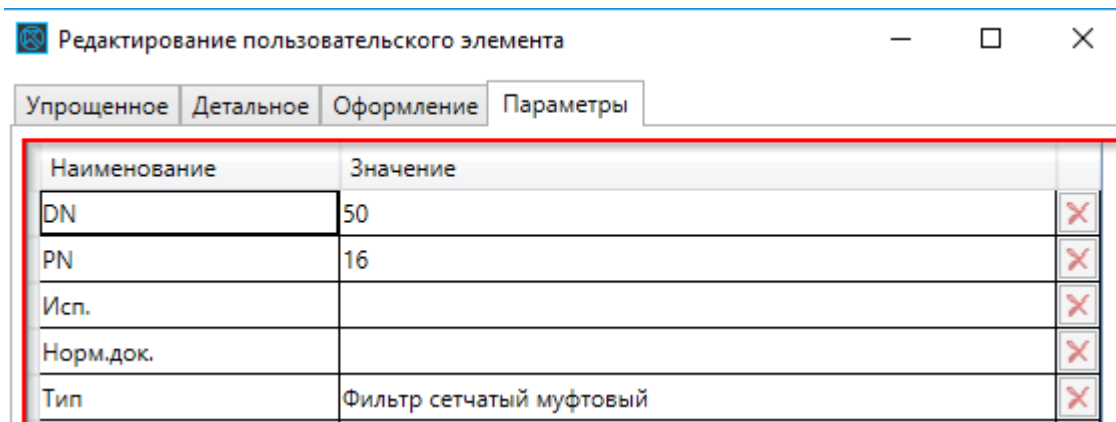 Редактирование пользовательского элемента
Упрощенное Детальное Оформление Параметры
Наименование Значение
DN 50
PN 16
Исп.
Норм.док.
Тип Фильтр сетчатый муфтовый